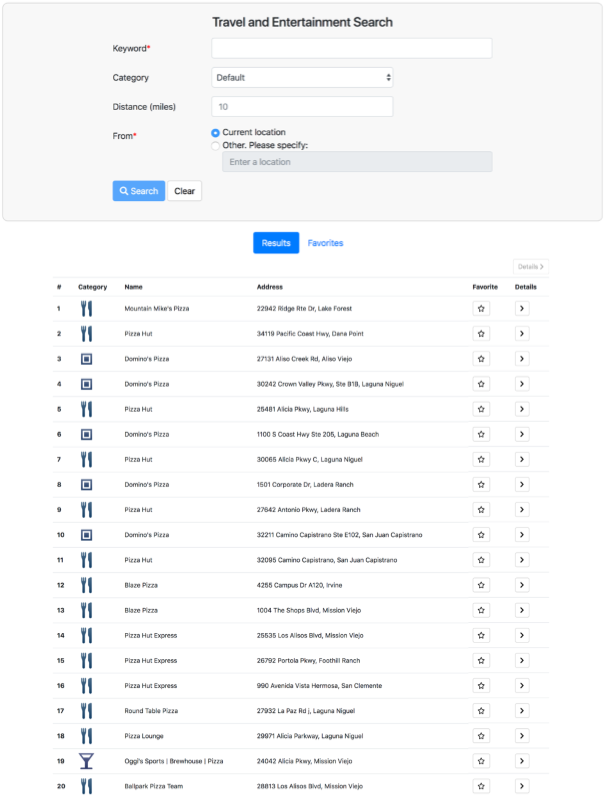 Travel and Entertainment Search
Keyword*
Category Default
Distance (miles) 10
From* Current location
Other. Please specify:
Enter a location
Search Clear
Results Favorites
Details
# Category Name Address Favorite Details
1 Mountain Mike's Pizza 22942 Ridge Rte Dr, Lake Forest
2 Pizza Hut 34119 Pacific Coast Hwy, Dana Point
3 Domino's Pizza 27131 Aliso Creek Rd, Aliso Viejo
4 Domino's Pizza 30242 Crown Valley Pkwy, Ste B1B, Laguna Niguel
5 Pizza Hut 25481 Alicia Pkwy, Laguna Hills
6 Domino's Pizza 1100 S Coast Hwy Ste 205, Laguna Beach
7 Pizza Hut 30065 Alicia Pkwy C, Laguna Niguel
8 Domino's Pizza 1501 Corporate Dr, Ladera Ranch
9 Pizza Hut 27642 Antonio Pkwy, Ladera Ranch
10 Domino's Pizza 32211 Camino Capistrano Ste E102, San Juan Capistrano
11 Pizza Hut 32095 Camino Capistrano, San Juan Capistrano
12 Blaze Pizza 4255 Campus Dr A120, Irvine
13 Blaze Pizza 1004 The Shops Blvd, Mission Viejo
14 Pizza Hut Express 25535 Los Alisos Blvd, Mission Viejo
15 Pizza Hut Express 26792 Portola Pkwy, Foothill Ranch
16 Pizza Hut Express 990 Avenida Vista Hermosa, San Clemente
17 Round Table Pizza 27932 La Paz Rd j, Laguna Niguel
18 Pizza Lounge 29971 Alicia Parkway, Laguna Niguel
19 Oggi's Sports | Brewhouse | Pizza 24042 Alicia Pkwy, Mission Viejo
20 Ballpark Pizza Team 28813 Los Alisos Blvd, Mission Viejo